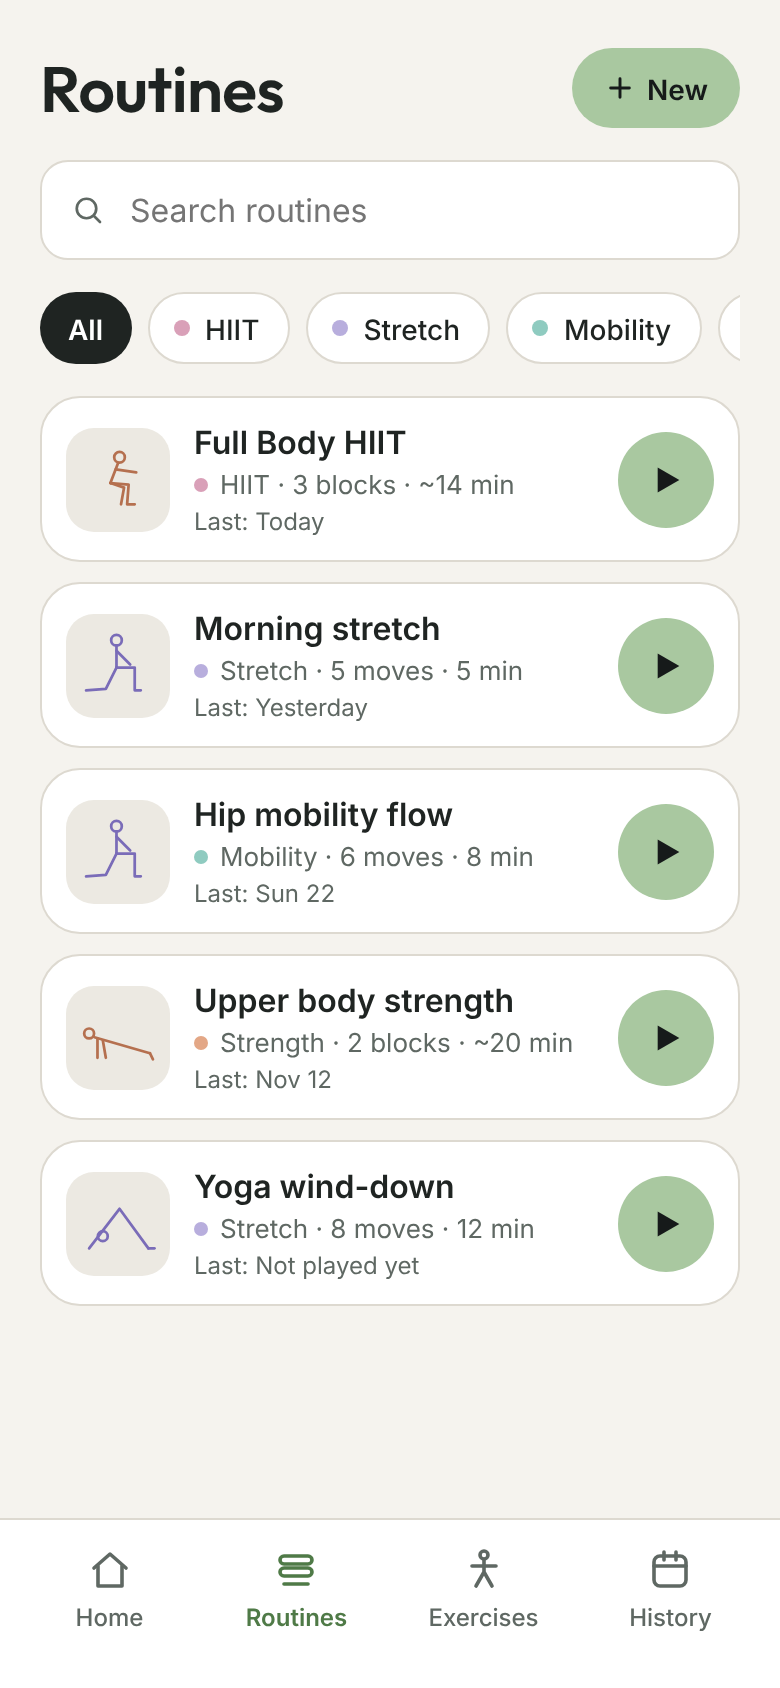 Routines
New
Search routines
All
HIIT
Stretch
Mobility
Full Body HIIT
HIIT · 3 blocks · ~14 min
Last: Today
Morning stretch
Stretch · 5 moves · 5 min
Last: Yesterday
Hip mobility flow
Mobility · 6 moves · 8 min
Last: Sun 22
Upper body strength
Strength · 2 blocks · ~20 min
Last: Nov 12
Yoga wind-down
Stretch · 8 moves · 12 min
Last: Not played yet
Home
Routines
Exercises
History